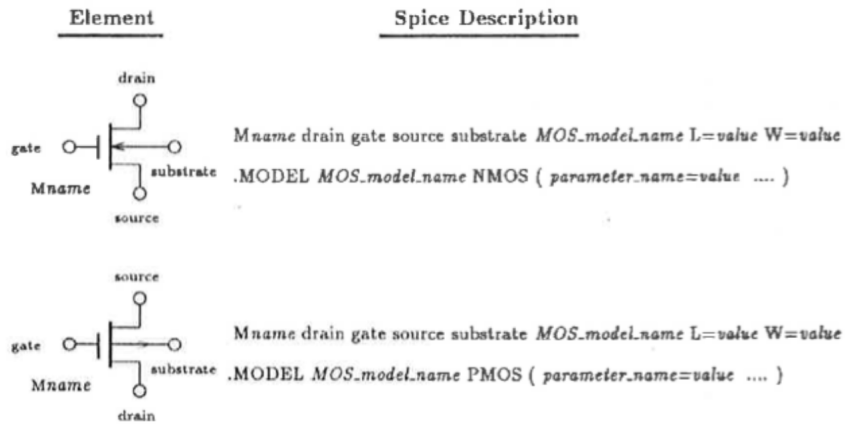 Element Spice Description
drain
gate
Mname drain gate source substrate MOS_model_name L=value W=value
substrate
.MODEL MOS_model_name NMOS ( parameter_name=value .... )
Mname
source
source
gate
Mname drain gate source substrate MOS_model_name L=value W=value
substrate
.MODEL MOS_model_name PMOS ( parameter_name=value .... )
Mname
drain